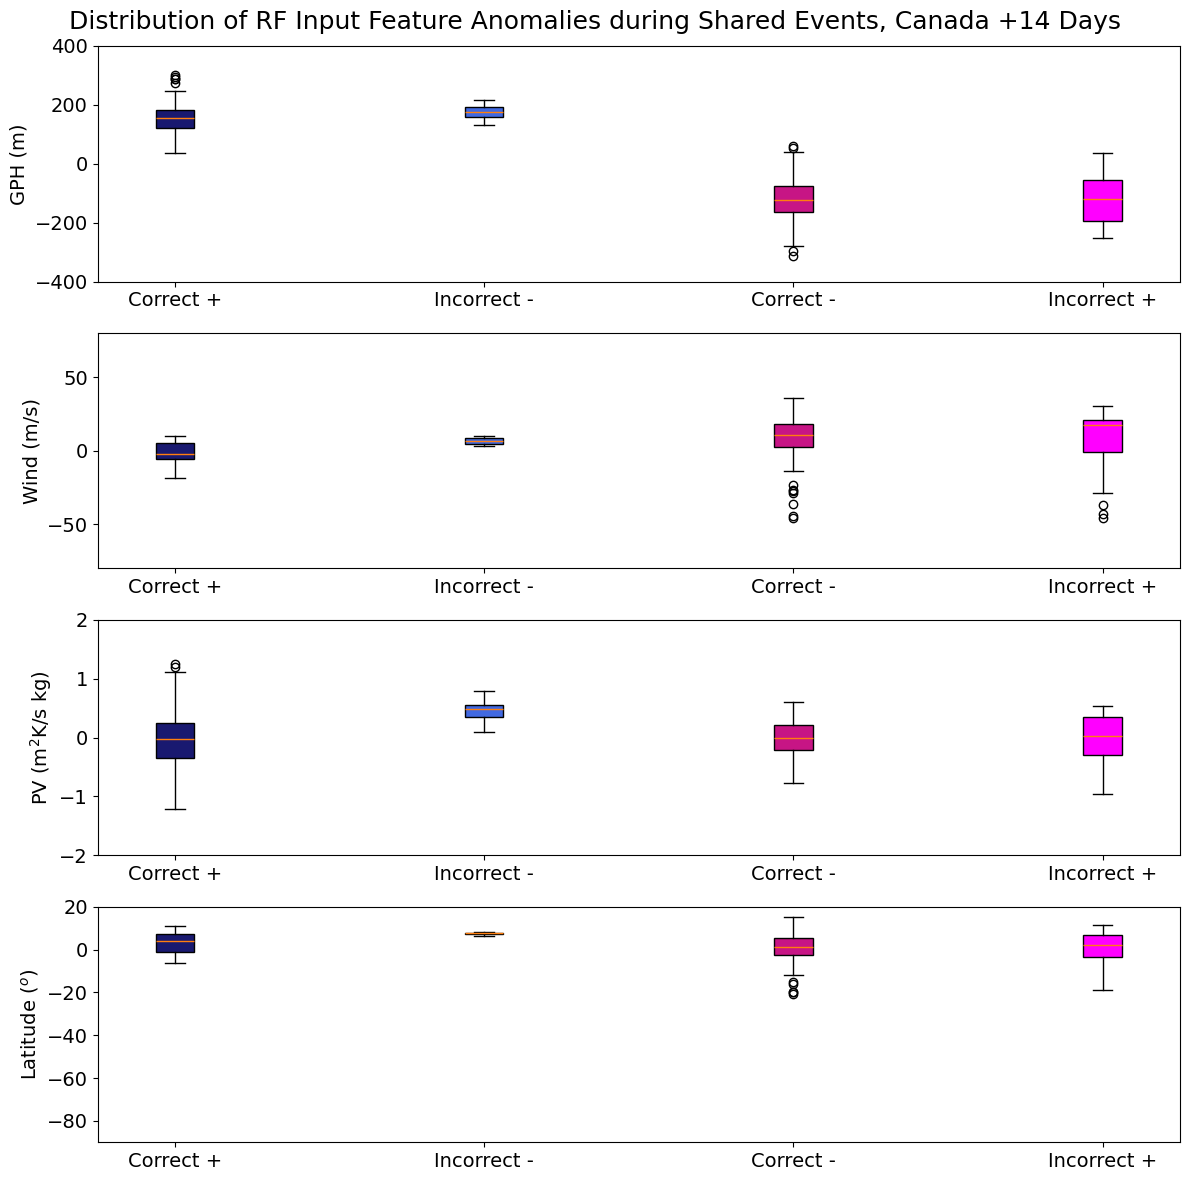 Distribution of RF Input Feature Anomalies during Shared Events, Canada +14 Days
GPH (m)
400
200
0
−200
−400
Correct + Incorrect - Correct - Incorrect +
Wind (m/s)
50
0
−50
Correct + Incorrect - Correct - Incorrect +
PV (m²K/s kg)
2
1
0
−1
−2
Correct + Incorrect - Correct - Incorrect +
Latitude (ᵒ)
20
0
−20
−40
−60
−80
Correct + Incorrect - Correct - Incorrect +